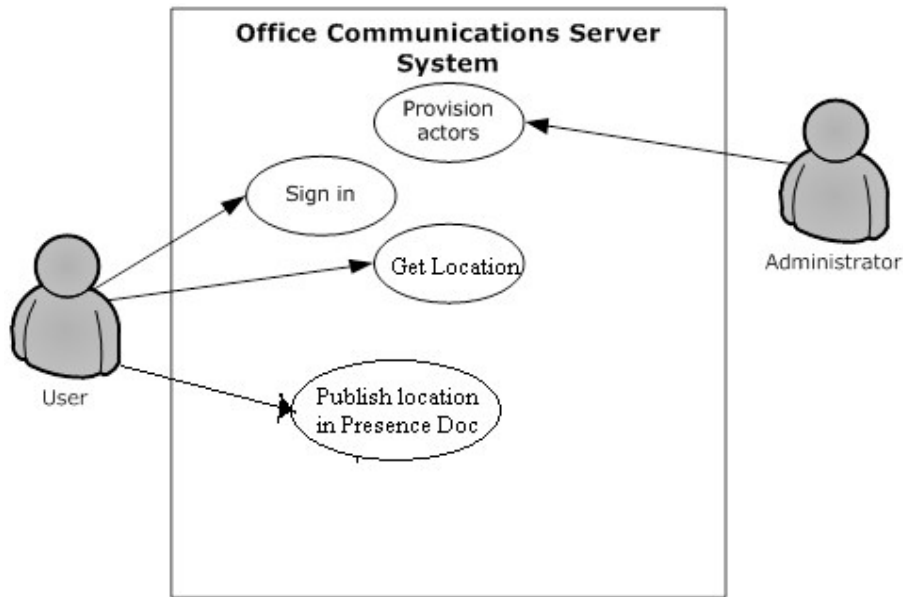 Office Communications Server
System
Provision
actors
Sign in
Get Location
Administrator
User
Publish location
in Presence Doc